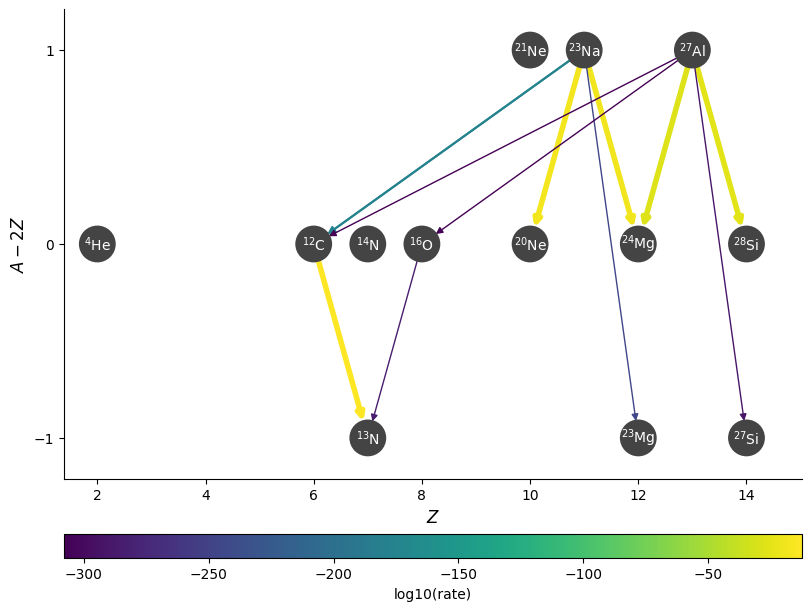 1
²¹Ne
²³Na
²⁷Al
A − 2Z
0
⁴He
¹²C
¹⁴N
¹⁶O
²⁰Ne
²⁴Mg
²⁸Si
−1
¹³N
²³Mg
²⁷Si
2 4 6 8 10 12 14
Z
−300 −250 −200 −150 −100 −50
log10(rate)